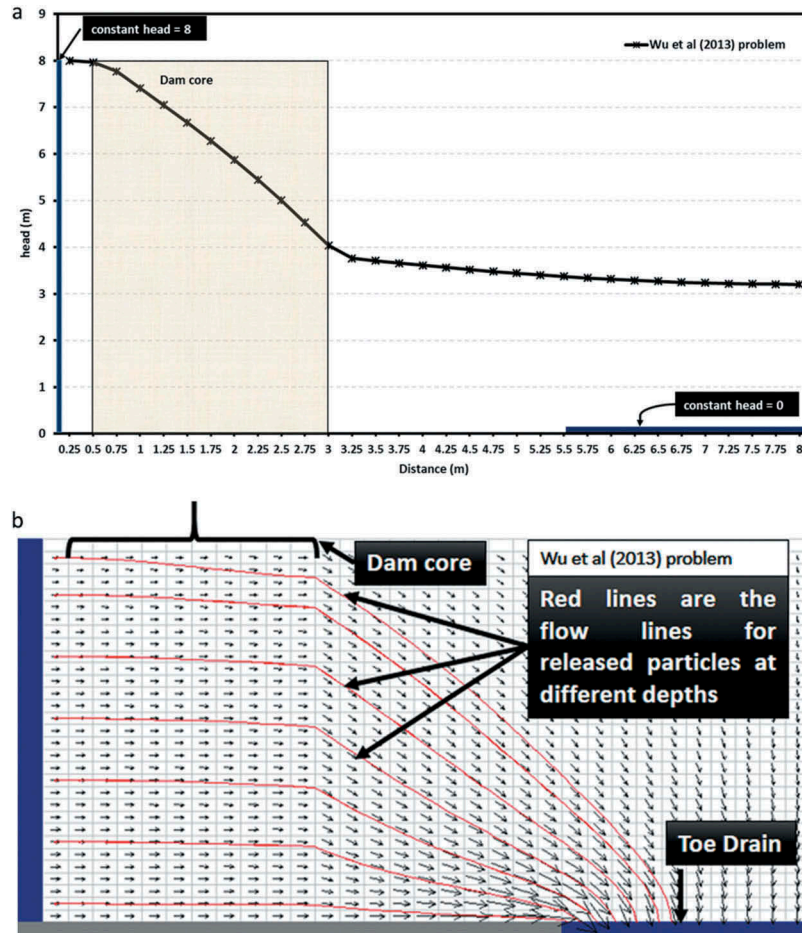 a
9
8
7
6
5
4
3
2
1
0
head (m)
constant head = 8
Dam core
Wu et al (2013) problem
constant head = 0
0.25 0.5 0.75 1 1.25 1.5 1.75 2 2.25 2.5 2.75 3 3.25 3.5 3.75 4 4.25 4.5 4.75 5 5.25 5.5 5.75 6 6.25 6.5 6.75 7 7.25 7.5 7.75 8
Distance (m)
b
Dam core
Wu et al (2013) problem
Red lines are the
flow lines for
released particles at
different depths
Toe Drain